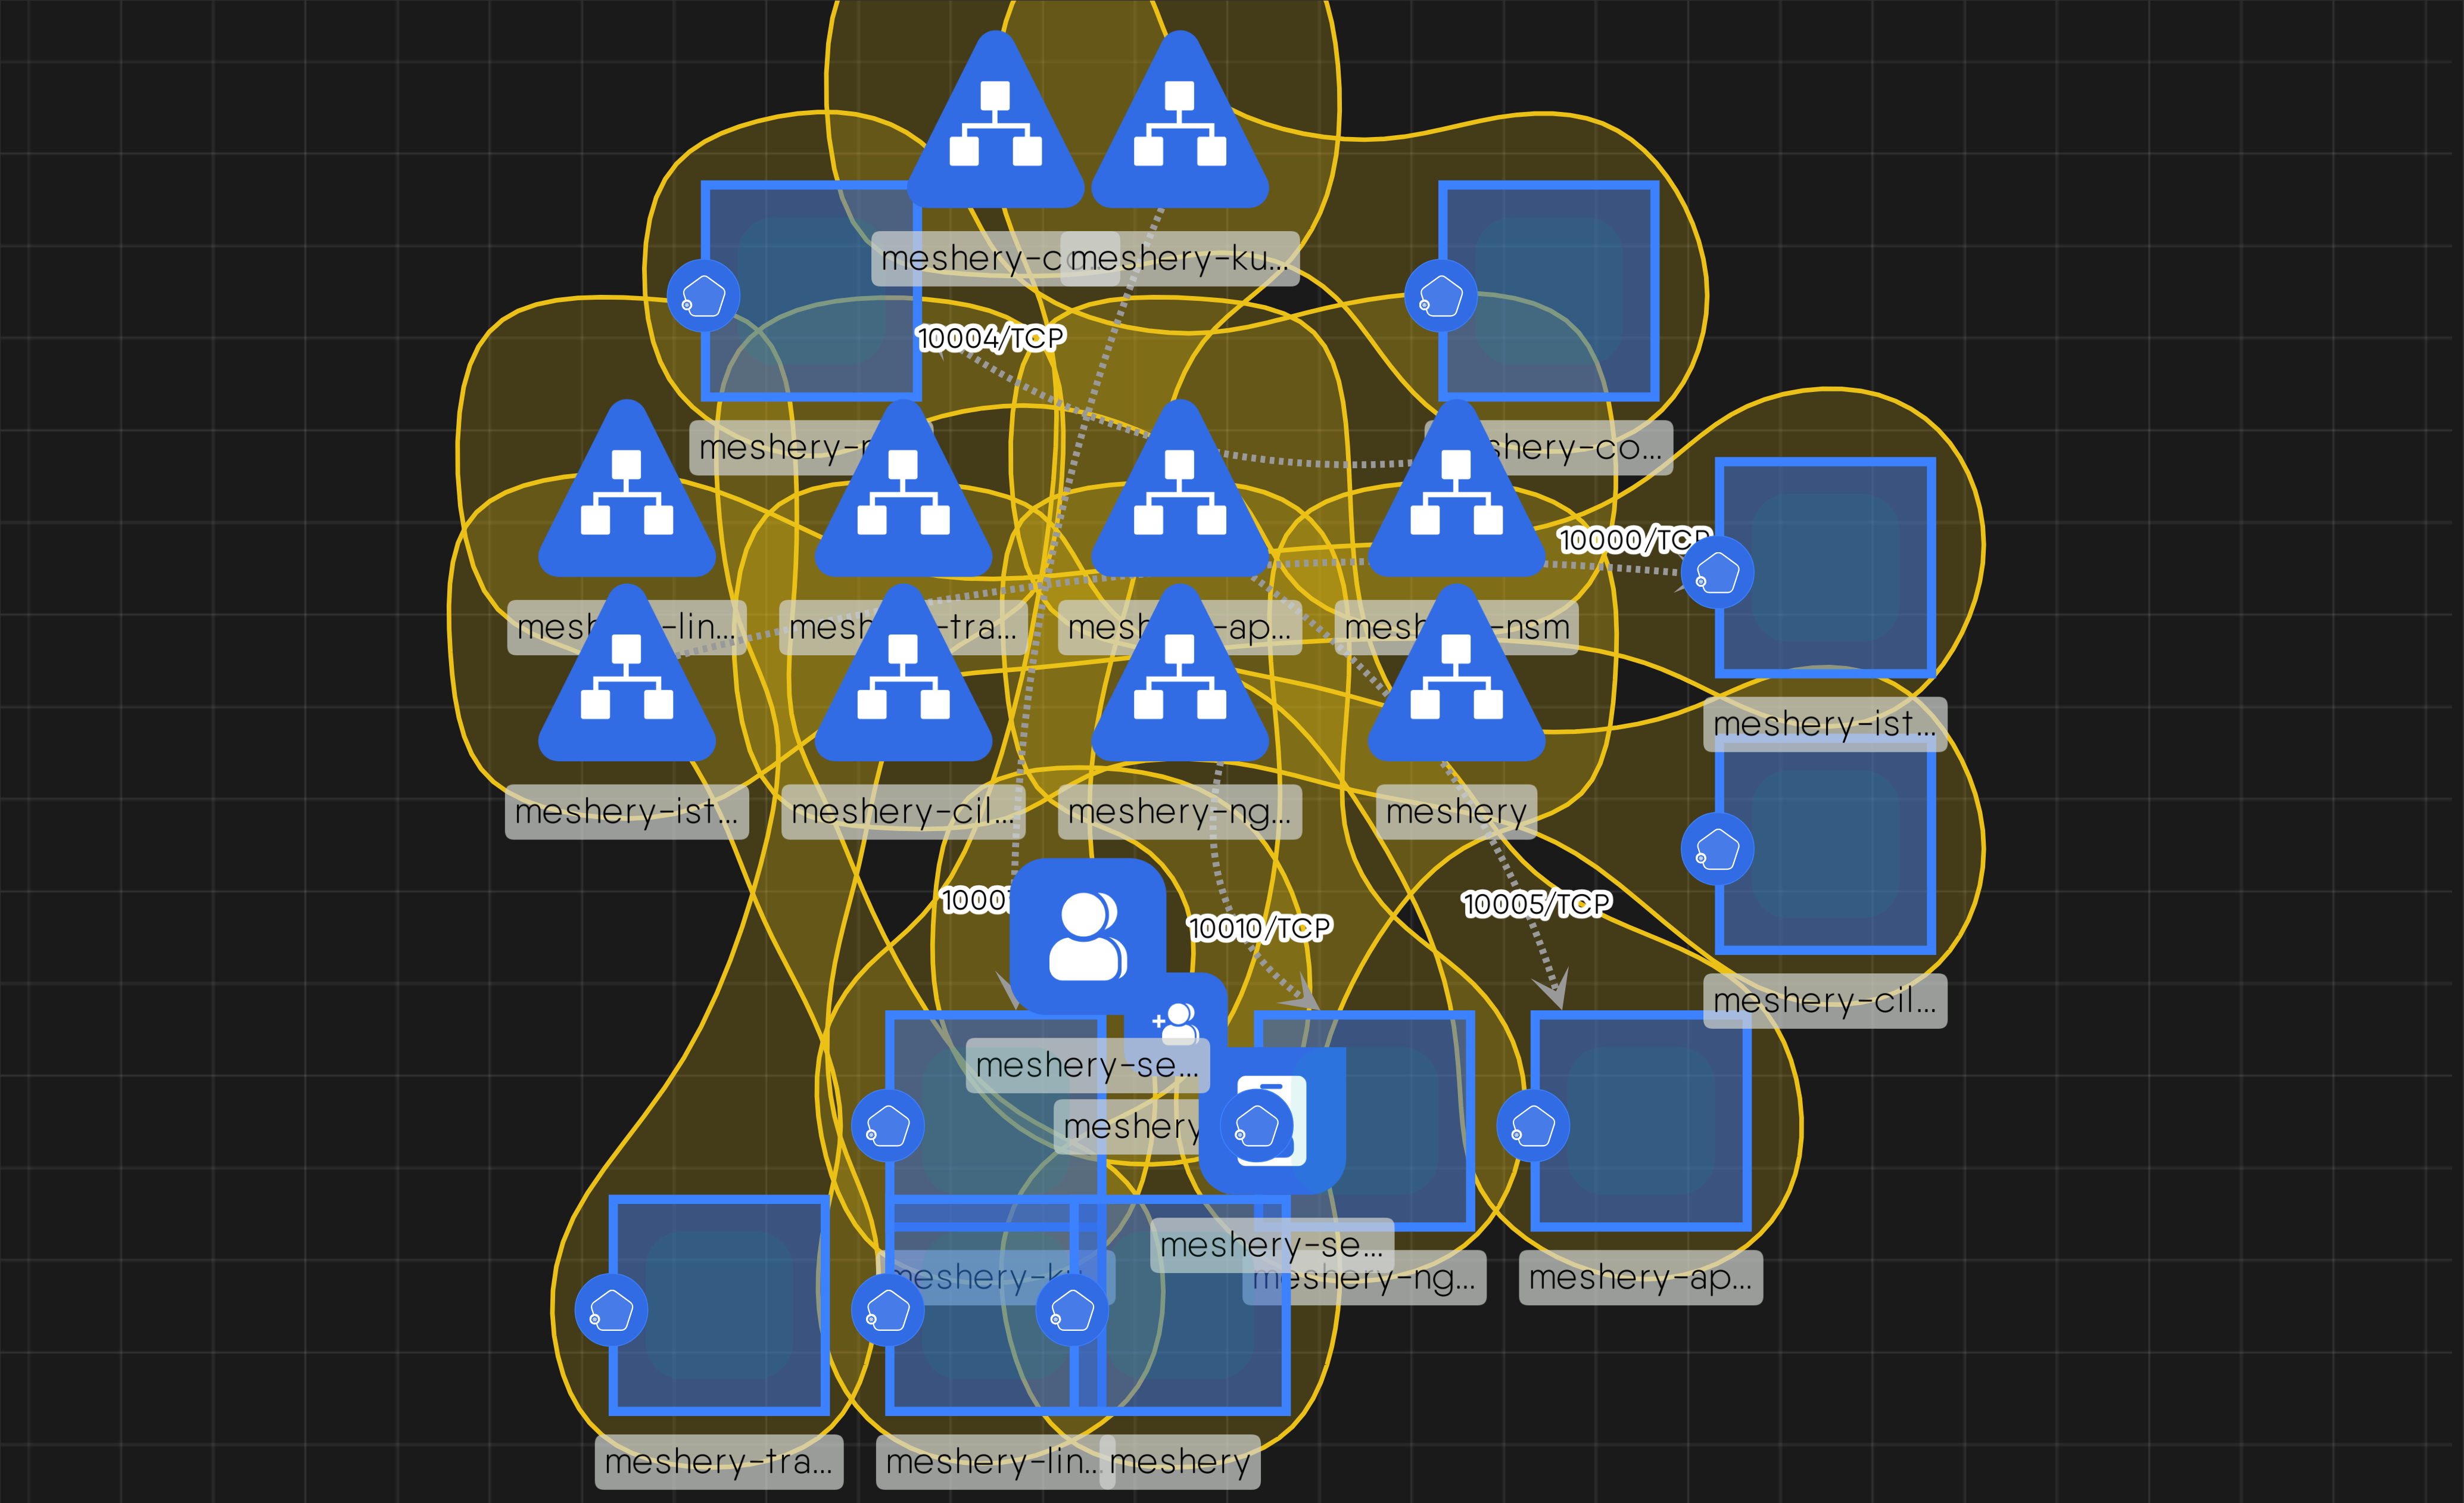 meshery-c
meshery-ku...
10004/TCP
meshery-
shery-co...
10000/TCP
mesh
-lin...
mesh
-tra...
mesh
-ap...
mesh
-nsm
meshery-ist...
meshery-ist...
meshery-cil...
meshery-ng...
meshery
1000
10010/TCP
10005/TCP
meshery-cil...
meshery-se...
meshery
meshery-se...
meshery-ku
meshery-ng...
meshery-ap...
meshery-tra...
meshery-lin...
meshery